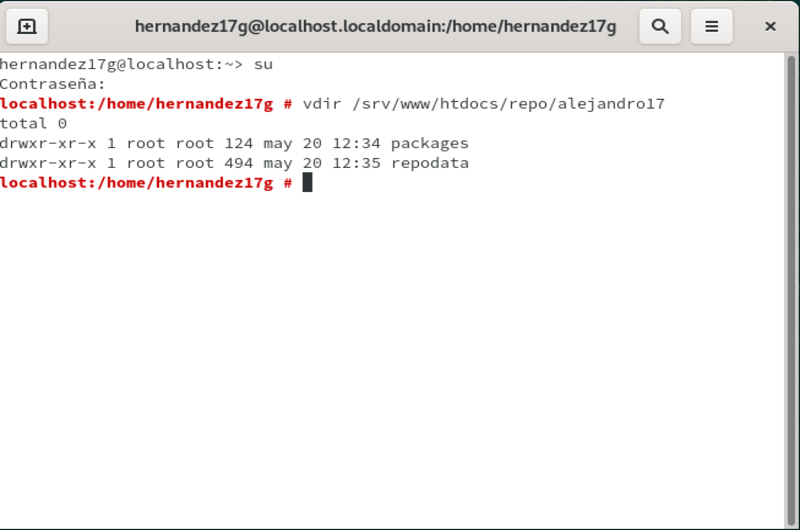 hernandez17g@localhost.localdomain:/home/hernandez17g
hernandez17g@localhost:~> su
Contraseña:
localhost:/home/hernandez17g # vdir /srv/www/htdocs/repo/alejandro17
total 0
drwxr-xr-x 1 root root 124 may 20 12:34 packages
drwxr-xr-x 1 root root 494 may 20 12:35 repodata
localhost:/home/hernandez17g #